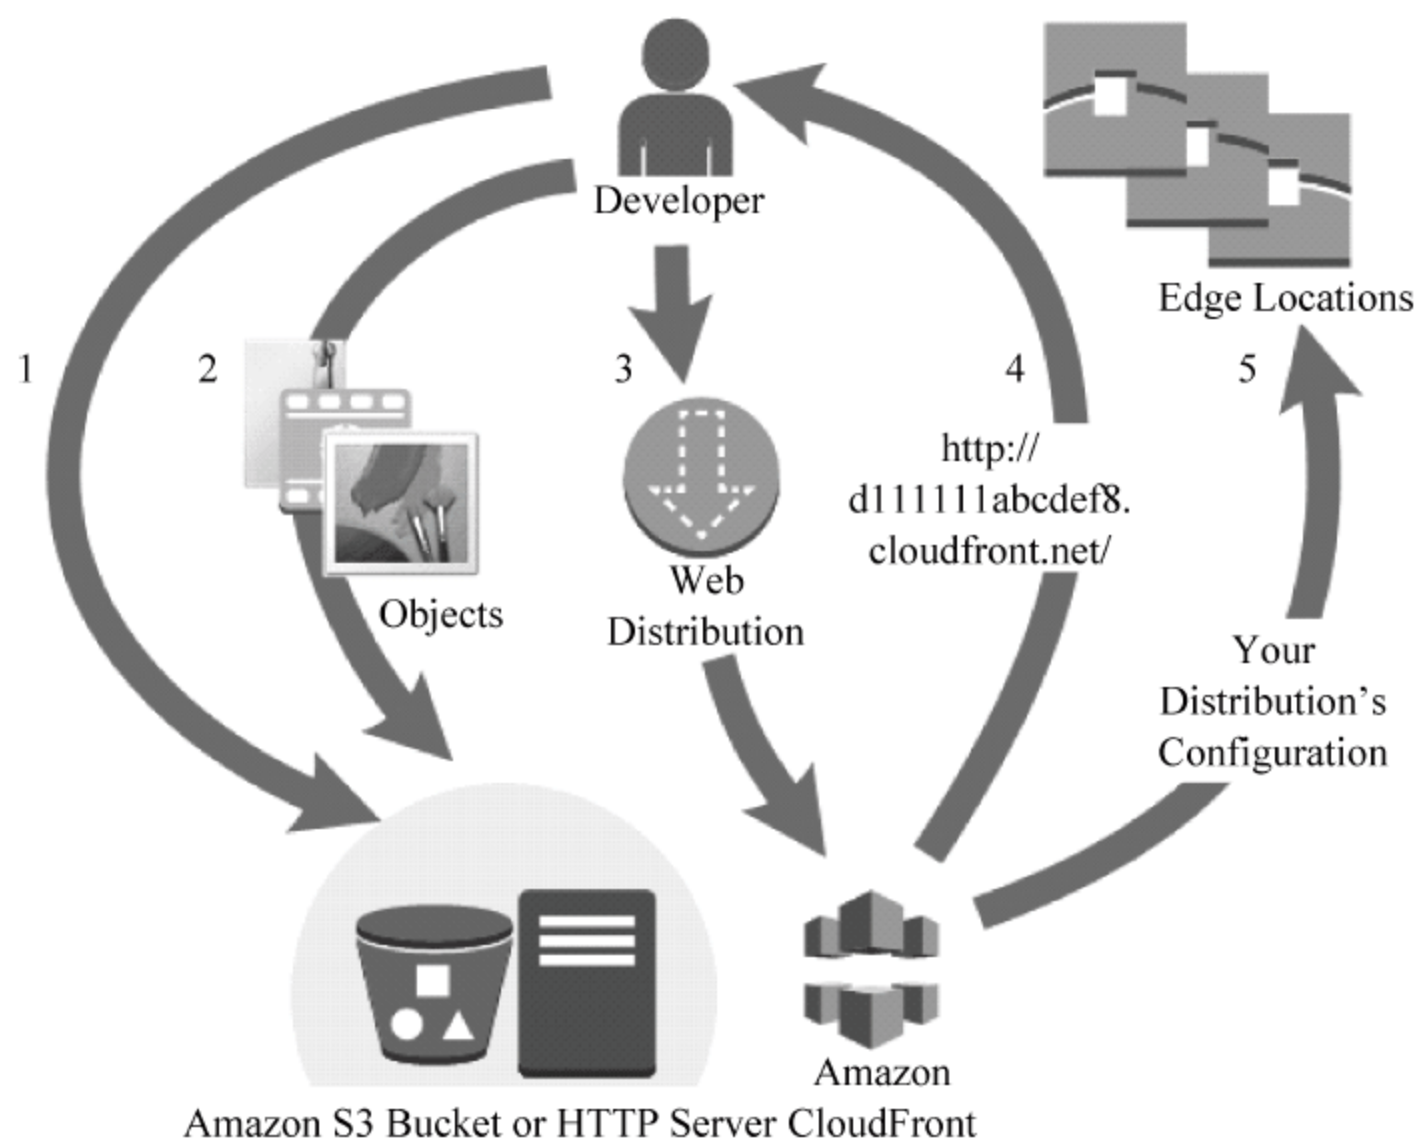 Developer
Edge Locations
1
2
3
4
5
http://
d111111abcdef8.
cloudfront.net/
Objects
Web
Distribution
Your
Distribution’s
Configuration
Amazon
Amazon S3 Bucket or HTTP Server CloudFront